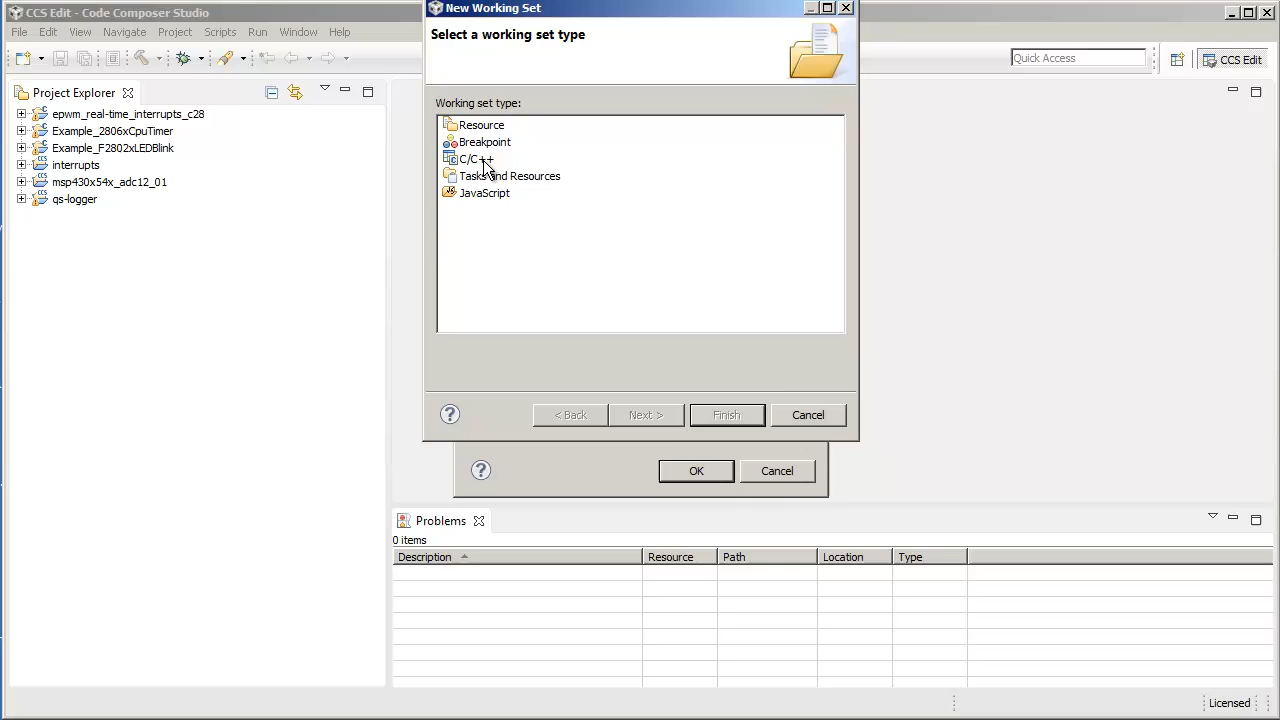 CCS Edit - Code Composer Studio
New Working Set
File Edit View Project Scripts Run Window Help
Select a working set type
Quick Access
CCS Edit
Project Explorer
epwm_real-time_interrupts_c28
Example_2806xCpuTimer
Example_F2802xLEDBlink
interrupts
msp430x54x_adc12_01
qs-logger
Working set type:
Resource
Breakpoint
C/C++
Tasks and Resources
JavaScript
< Back Next > Finish Cancel
OK Cancel
Problems
0 items
Description Resource Path Location Type
Licensed